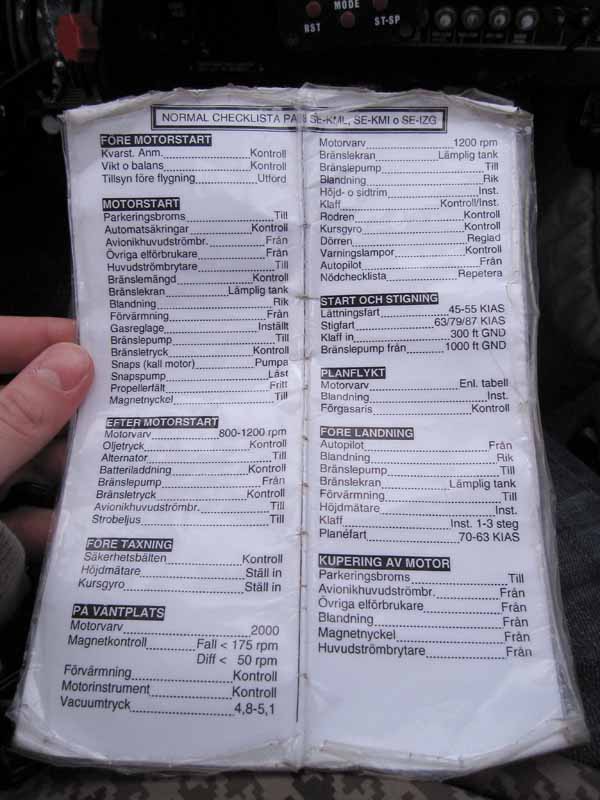 MODE
RST
ST-SP
NORMAL CHECKLISTA PA SE-KML, SE-KMI o SE-IZG
FÖRE MOTORSTART
Kvarst. Anm. Kontroll
Vikt o balans Kontroll
Tillsyn före flygning Utförd
MOTORSTART
Parkeringsbroms Till
Automatsäkringar Kontroll
Avionikhuvudströmbr. Från
Övriga elförbrukare Från
Huvudströmbrytare Till
Bränslemängd Kontroll
Bränslekran Lämplig tank
Blandning Rik
Förvärmning Från
Gasreglage Inställt
Bränslepump Till
Bränsletryck Kontroll
Snaps (kall motor) Pumpa
Snapspump Låst
Propellerfält Fritt
Magnetnyckel Till
EFTER MOTORSTART
Motorvarv 800-1200 rpm
Oljetryck Kontroll
Alternator Till
Batteriladdning Kontroll
Bränslepump Från
Bränsletryck Kontroll
Avionikhuvudströmbr. Till
Strobeljus Till
FÖRE TAXNING
Säkerhetsbälten Kontroll
Höjdmätare Ställ in
Kursgyro Ställ in
PÅ VÄNTPLATS
Motorvarv 2000
Magnetkontroll Fall < 175 rpm
Diff < 50 rpm
Förvärmning Kontroll
Motorinstrument Kontroll
Vacuumtryck 4,8-5,1
Motorvarv 1200 rpm
Bränslekran Lämplig tank
Bränslepump Till
Blandning Rik
Höjd- o sidtrim Inst.
Klaff Kontroll/Inst.
Rodren Kontroll
Kursgyro Kontroll
Dörren Reglad
Varningslampor Kontroll
Autopilot Från
Nödchecklista Repetera
START OCH STIGNING
Lättningsfart 45-55 KIAS
Stigfart 63/79/87 KIAS
Klaff in 300 ft GND
Bränslepump från 1000 ft GND
PLANFLYKT
Motorvarv Enl. tabell
Blandning Inst.
Förgasaris Kontroll
FÖRE LANDNING
Autopilot Från
Blandning Rik
Bränslepump Till
Bränslekran Lämplig tank
Förvärmning Till
Höjdmätare Inst.
Klaff Inst. 1-3 steg
Planéfart 70-63 KIAS
KUPERING AV MOTOR
Parkeringsbroms Till
Avionikhuvudströmbr. Från
Övriga elförbrukare Från
Blandning Från
Magnetnyckel Från
Huvudströmbrytare Från